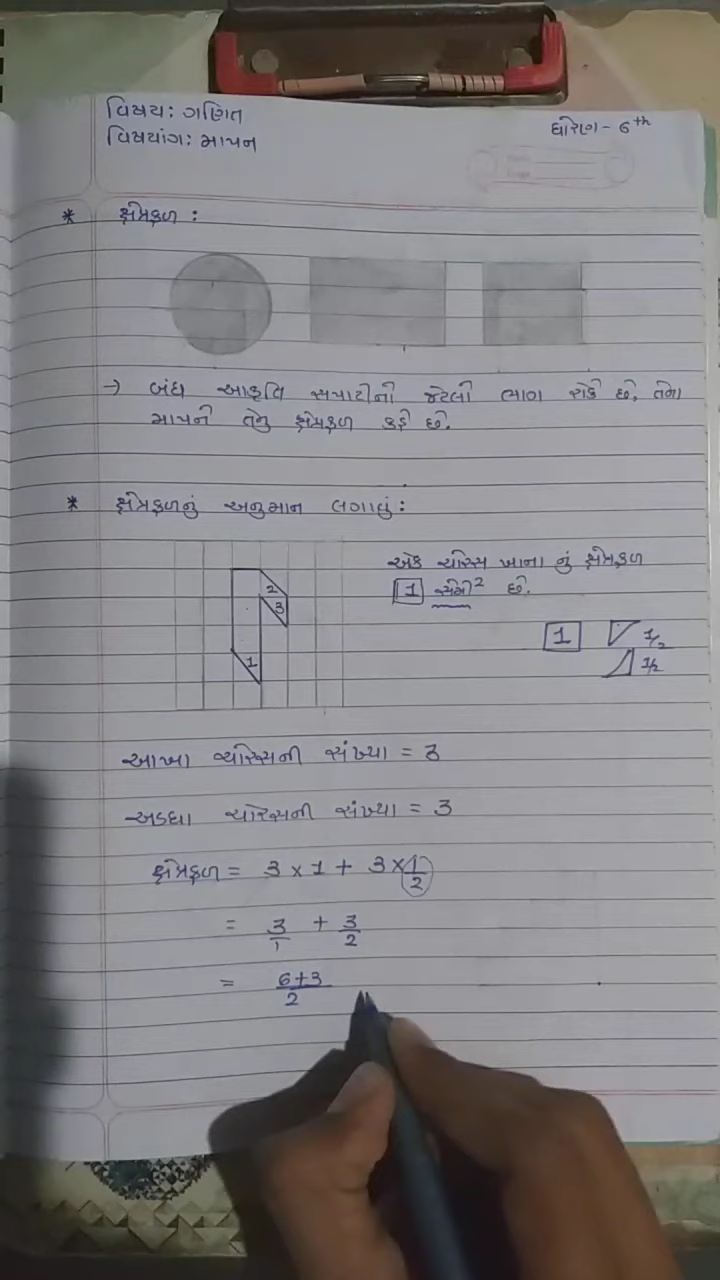 વિષય: ગણિત
ધોરણ - 6th
વિષયાંગ: માપન
* ક્ષેત્રફળ :
→ બંધ આકૃતિ સપાટીનો જેટલો ભાગ રોકે છે, તેના
માપને તેનુ ક્ષેત્રફળ કહે છે.
* ક્ષેત્રફળનું અનુમાન લગાવું:
એક ચોરસ ખાના નું ક્ષેત્રફળ
1 સેમી² છે.
2
3
1
1 1/2
1/2
આખા ચોરસની સંખ્યા = 3
અડધા ચોરસની સંખ્યા = 3
ક્ષેત્રફળ = 3 × 1 + 3 × 1/2
= 3/1 + 3/2
= 6+3/2